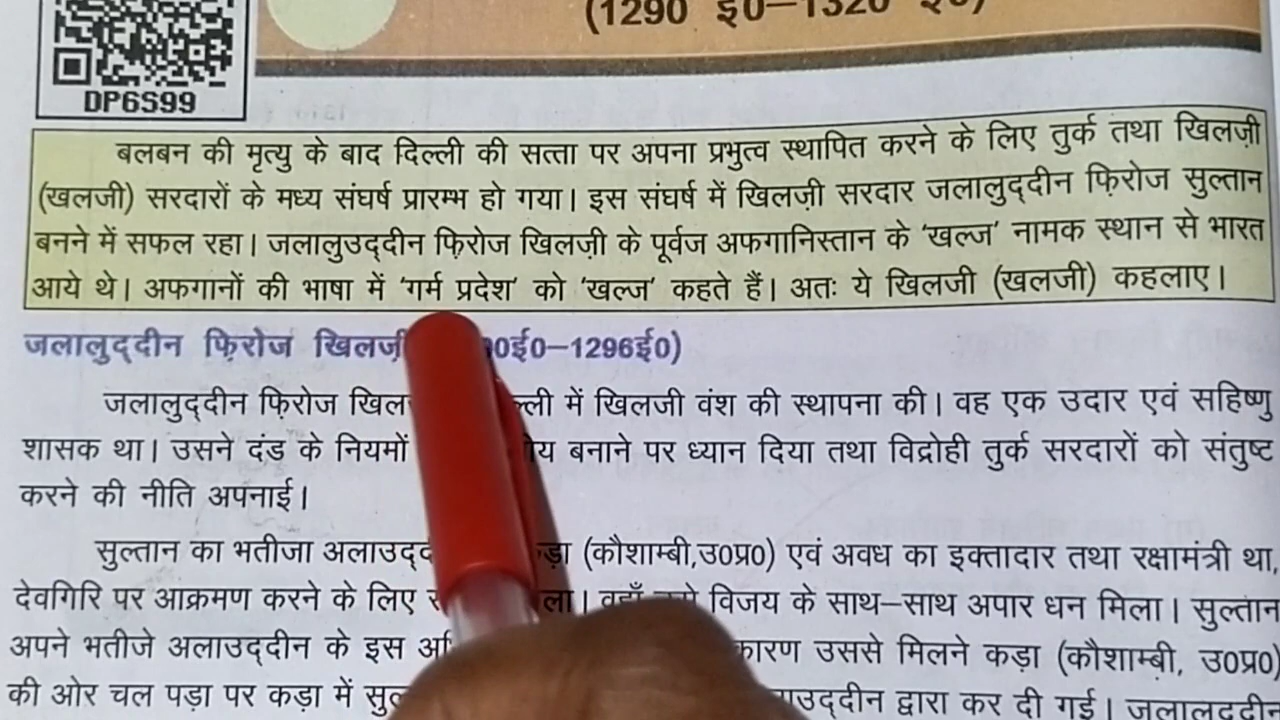 (1290 ई0–1320 ई0)
DP6S99
बलबन की मृत्यु के बाद दिल्ली की सत्ता पर अपना प्रभुत्व स्थापित करने के लिए तुर्क तथा खिलज़ी
(खलजी) सरदारों के मध्य संघर्ष प्रारम्भ हो गया। इस संघर्ष में खिलज़ी सरदार जलालुद्दीन फ़िरोज सुल्तान
बनने में सफल रहा। जलालुउद्दीन फ़िरोज खिलज़ी के पूर्वज अफगानिस्तान के ‘खल्ज’ नामक स्थान से भारत
आये थे। अफगानों की भाषा में ‘गर्म प्रदेश’ को ‘खल्ज’ कहते हैं। अतः ये खिलजी (खलजी) कहलाए।
जलालुद्दीन फ़िरोज खिलज़ी 0ई0–1296ई0)
जलालुद्दीन फ़िरोज में खिलजी वंश की स्थापना की। वह एक उदार एवं सहिष्णु
शासक था। उसने दंड के नियमों बनाने पर ध्यान दिया तथा विद्रोही तुर्क सरदारों को संतुष्ट
करने की नीति अपनाई।
सुल्तान का भतीजा (कौशाम्बी,उ0प्र0) एवं अवध का इक्तादार तथा रक्षामंत्री था,
देवगिरि पर आक्रमण करने के लिए विजय के साथ–साथ अपार धन मिला। सुल्तान
अपने भतीजे अलाउद्दीन के इस कारण उससे मिलने कड़ा (कौशाम्बी, उ0प्र0)
की ओर चल पड़ा पर कड़ा में द्वारा कर दी गई। जलालुद्दीन